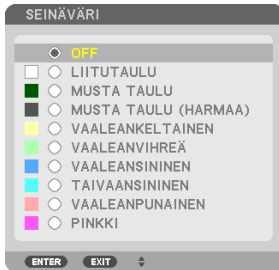 SEINÄVÄRI
OFF
LIITUTAULU
MUSTA TAULU
MUSTA TAULU (HARMAA)
VAALEANKELTAINEN
VAALEANVIHREÄ
VAALEANSININEN
TAIVAANSININEN
VAALEANPUNAINEN
PINKKI
ENTER EXIT